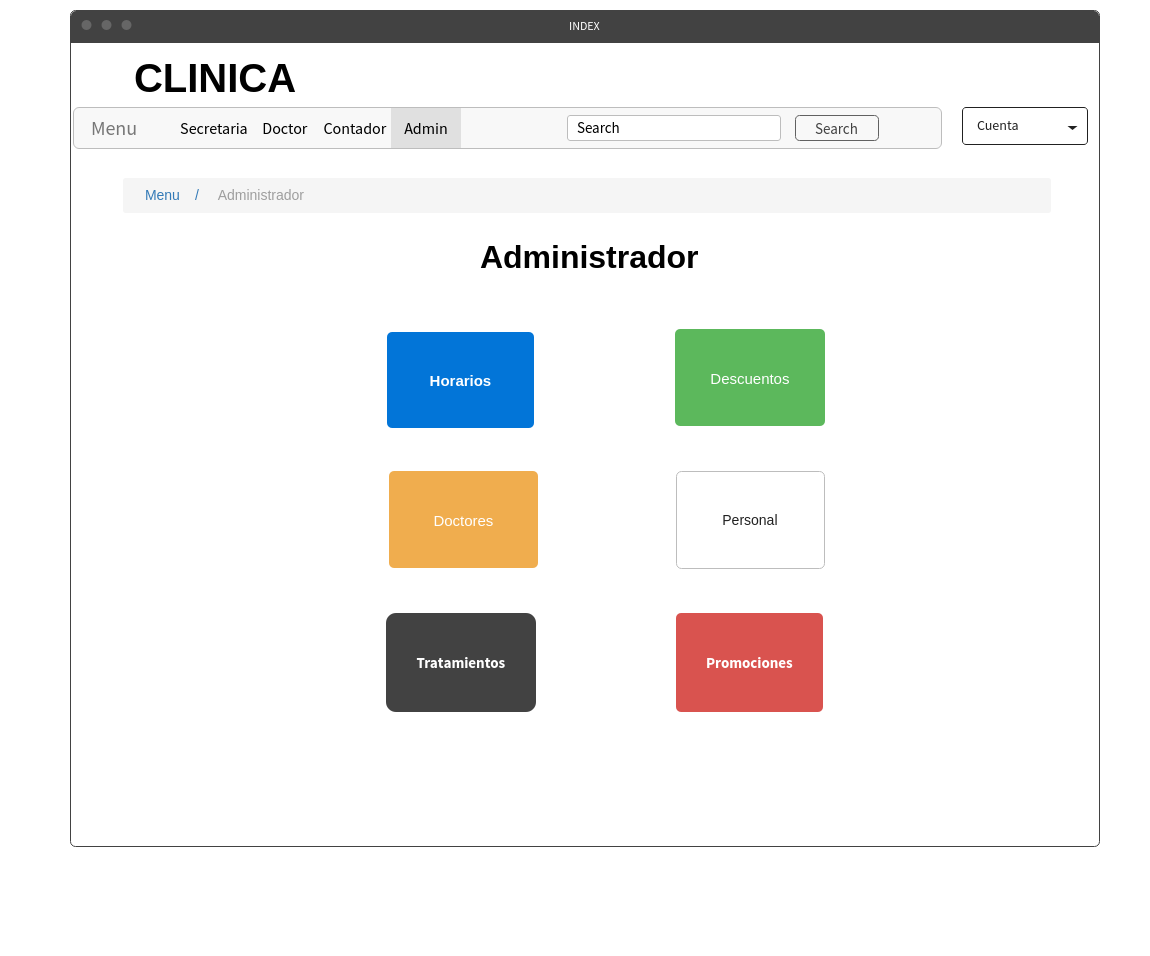 INDEX
CLINICA
Menu Secretaria Doctor Contador Admin Search Search Cuenta
Menu / Administrador
Administrador
Horarios Descuentos
Doctores Personal
Tratamientos Promociones